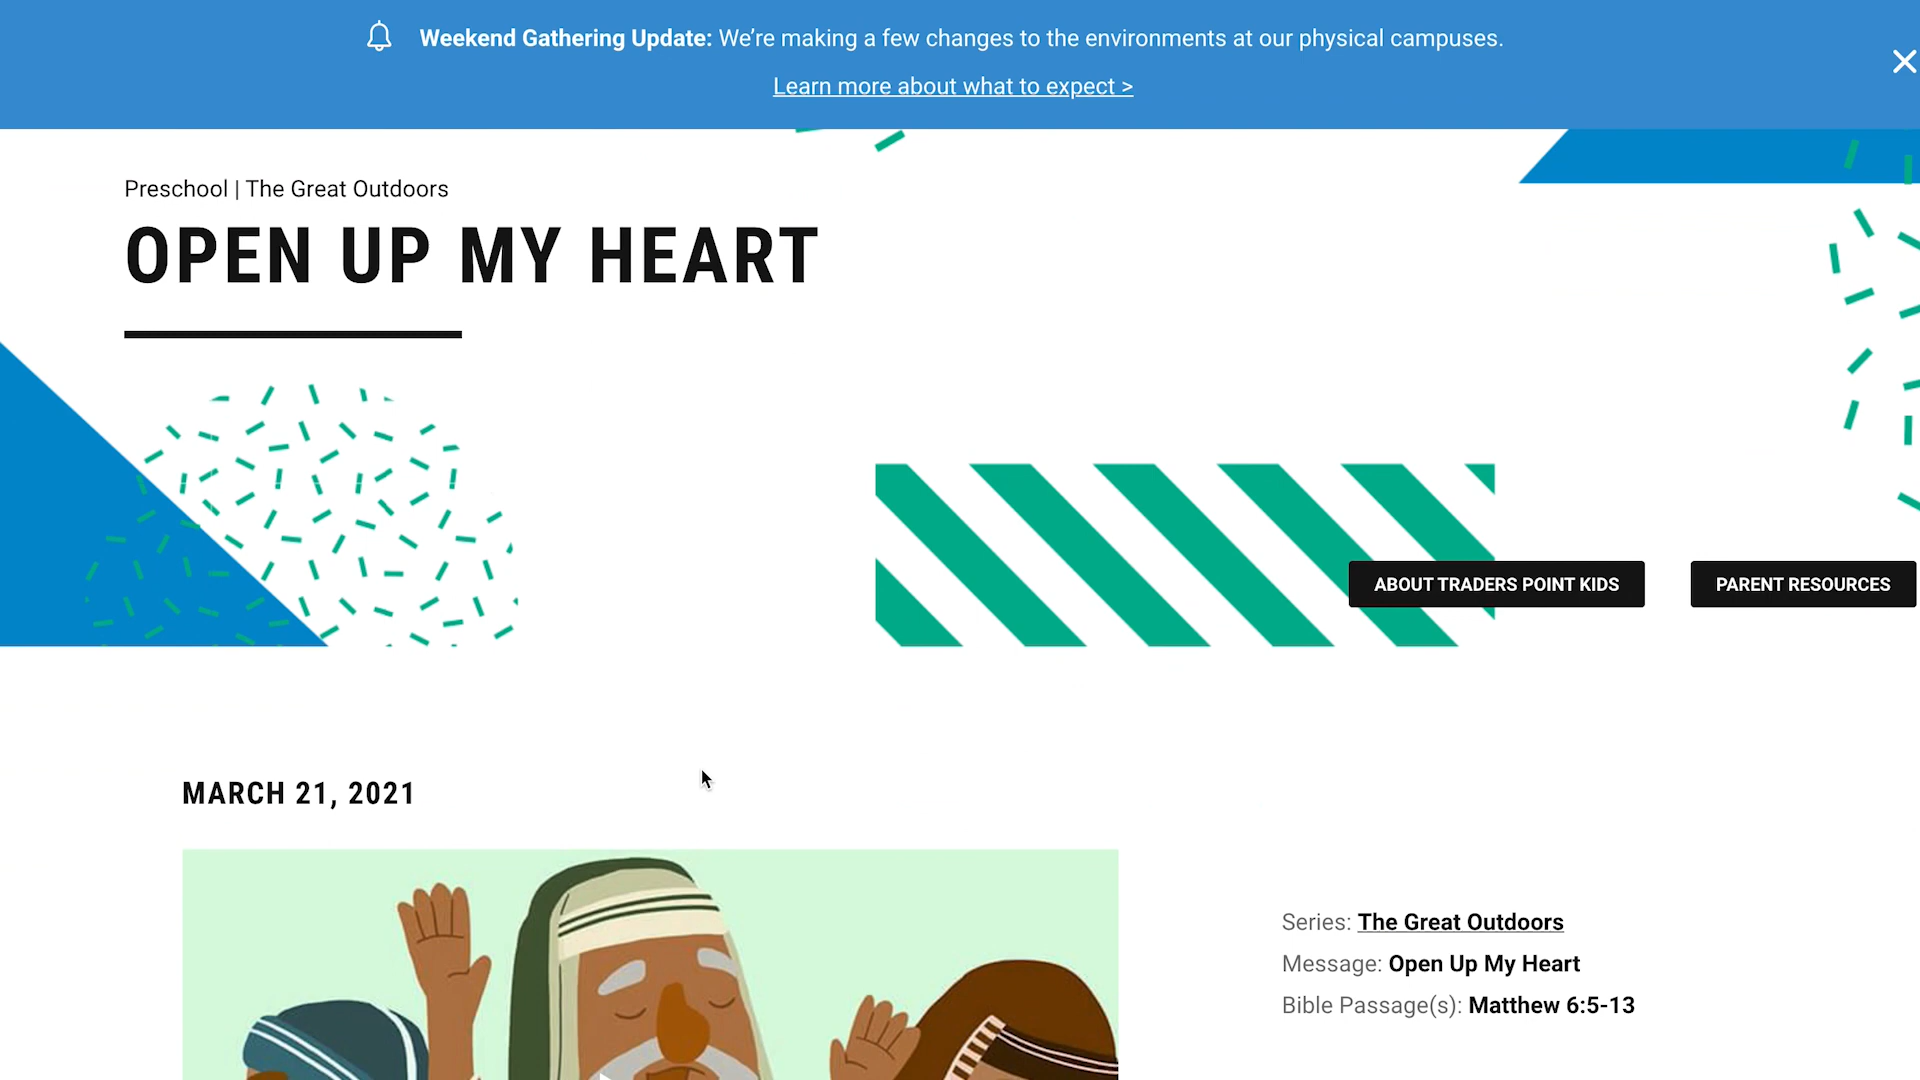 Weekend Gathering Update: We’re making a few changes to the environments at our physical campuses.
Learn more about what to expect >
Preschool | The Great Outdoors
OPEN UP MY HEART
ABOUT TRADERS POINT KIDS
PARENT RESOURCES
MARCH 21, 2021
Series: The Great Outdoors
Message: Open Up My Heart
Bible Passage(s): Matthew 6:5-13